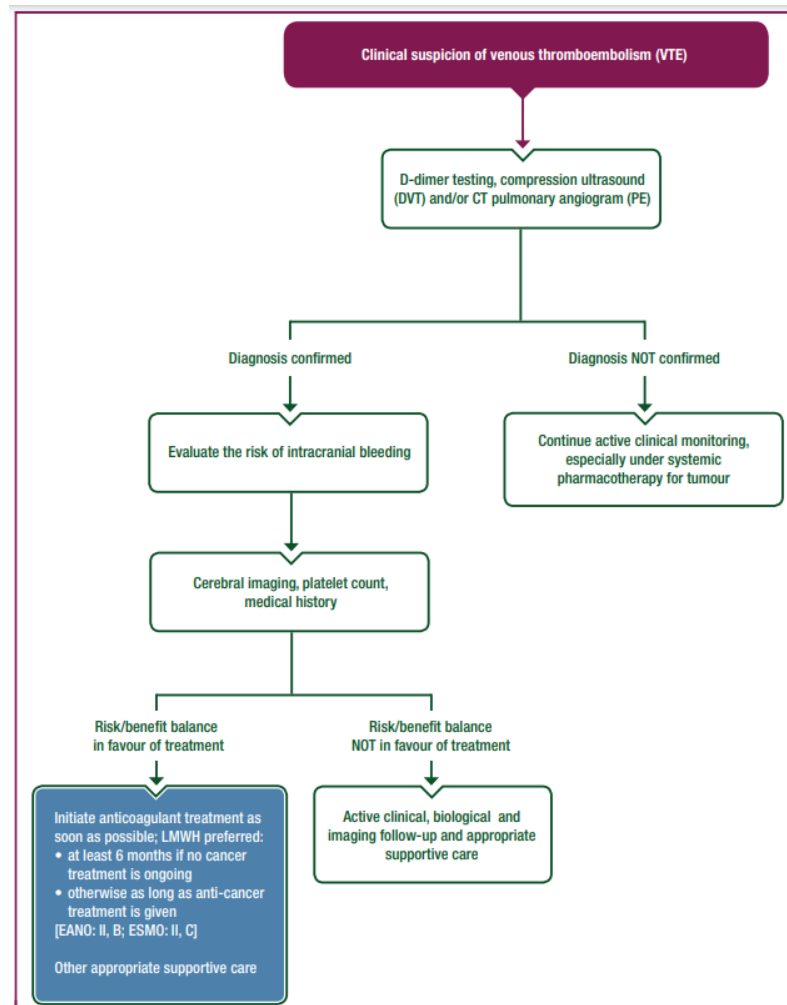 Clinical suspicion of venous thromboembolism (VTE)
D-dimer testing, compression ultrasound
(DVT) and/or CT pulmonary angiogram (PE)
Diagnosis confirmed
Diagnosis NOT confirmed
Evaluate the risk of intracranial bleeding
Continue active clinical monitoring,
especially under systemic
pharmacotherapy for tumour
Cerebral imaging, platelet count,
medical history
Risk/benefit balance
in favour of treatment
Risk/benefit balance
NOT in favour of treatment
Initiate anticoagulant treatment as
soon as possible; LMWH preferred:
• at least 6 months if no cancer
treatment is ongoing
• otherwise as long as anti-cancer
treatment is given
[EANO: II, B; ESMO: II, C]
Other appropriate supportive care
Active clinical, biological and
imaging follow-up and appropriate
supportive care